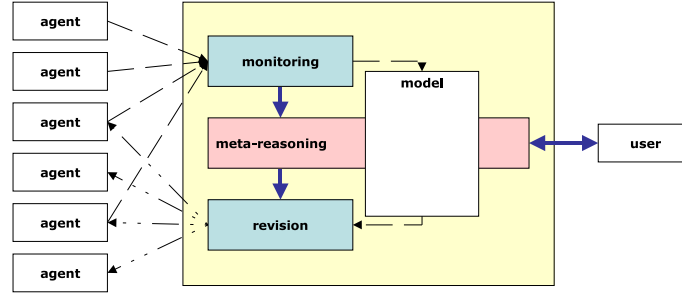 agent
agent
agent
agent
agent
agent
monitoring
model
meta-reasoning
user
revision